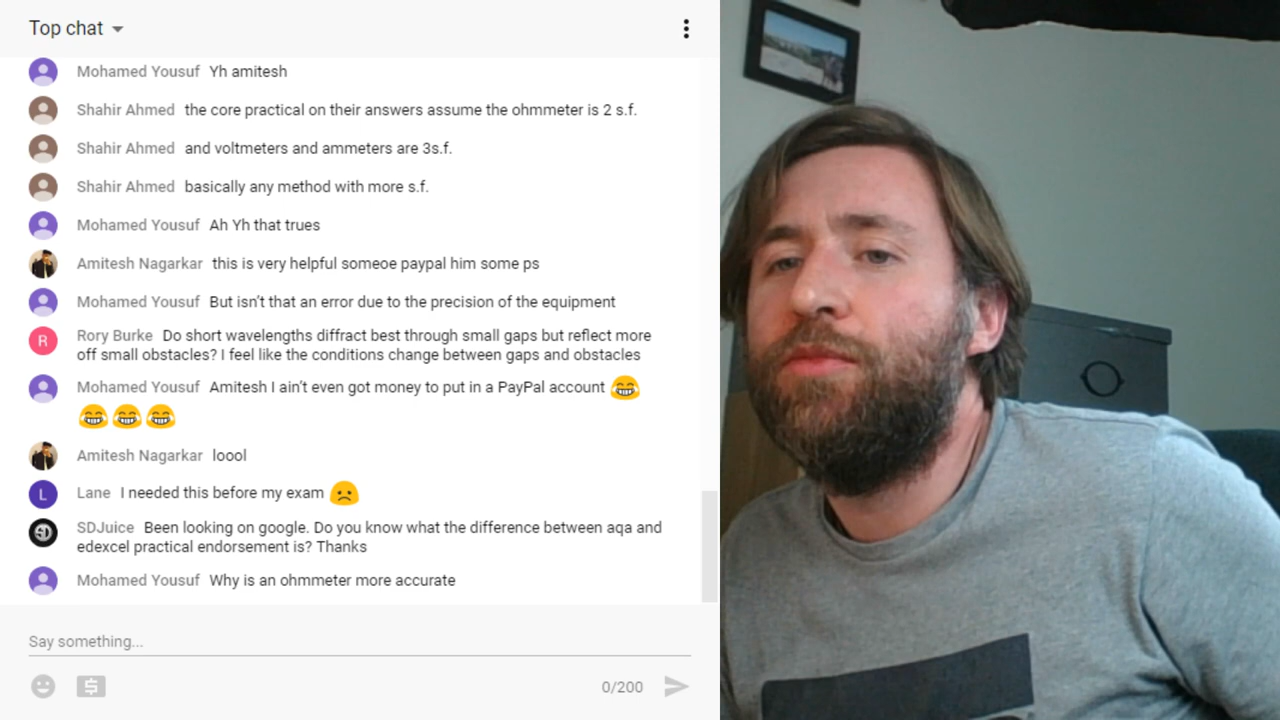 Top chat
Mohamed Yousuf Yh amitesh
Shahir Ahmed the core practical on their answers assume the ohmmeter is 2 s.f.
Shahir Ahmed and voltmeters and ammeters are 3s.f.
Shahir Ahmed basically any method with more s.f.
Mohamed Yousuf Ah Yh that trues
Amitesh Nagarkar this is very helpful someoe paypal him some ps
Mohamed Yousuf But isn't that an error due to the precision of the equipment
R Rory Burke Do short wavelengths diffract best through small gaps but reflect more
off small obstacles? I feel like the conditions change between gaps and obstacles
Mohamed Yousuf Amitesh I ain't even got money to put in a PayPal account 😂
😂😂😂
Amitesh Nagarkar loool
L Lane I needed this before my exam ☹️
SD SDJuice Been looking on google. Do you know what the difference between aqa and
edexcel practical endorsement is? Thanks
Mohamed Yousuf Why is an ohmmeter more accurate
Say something...
0/200